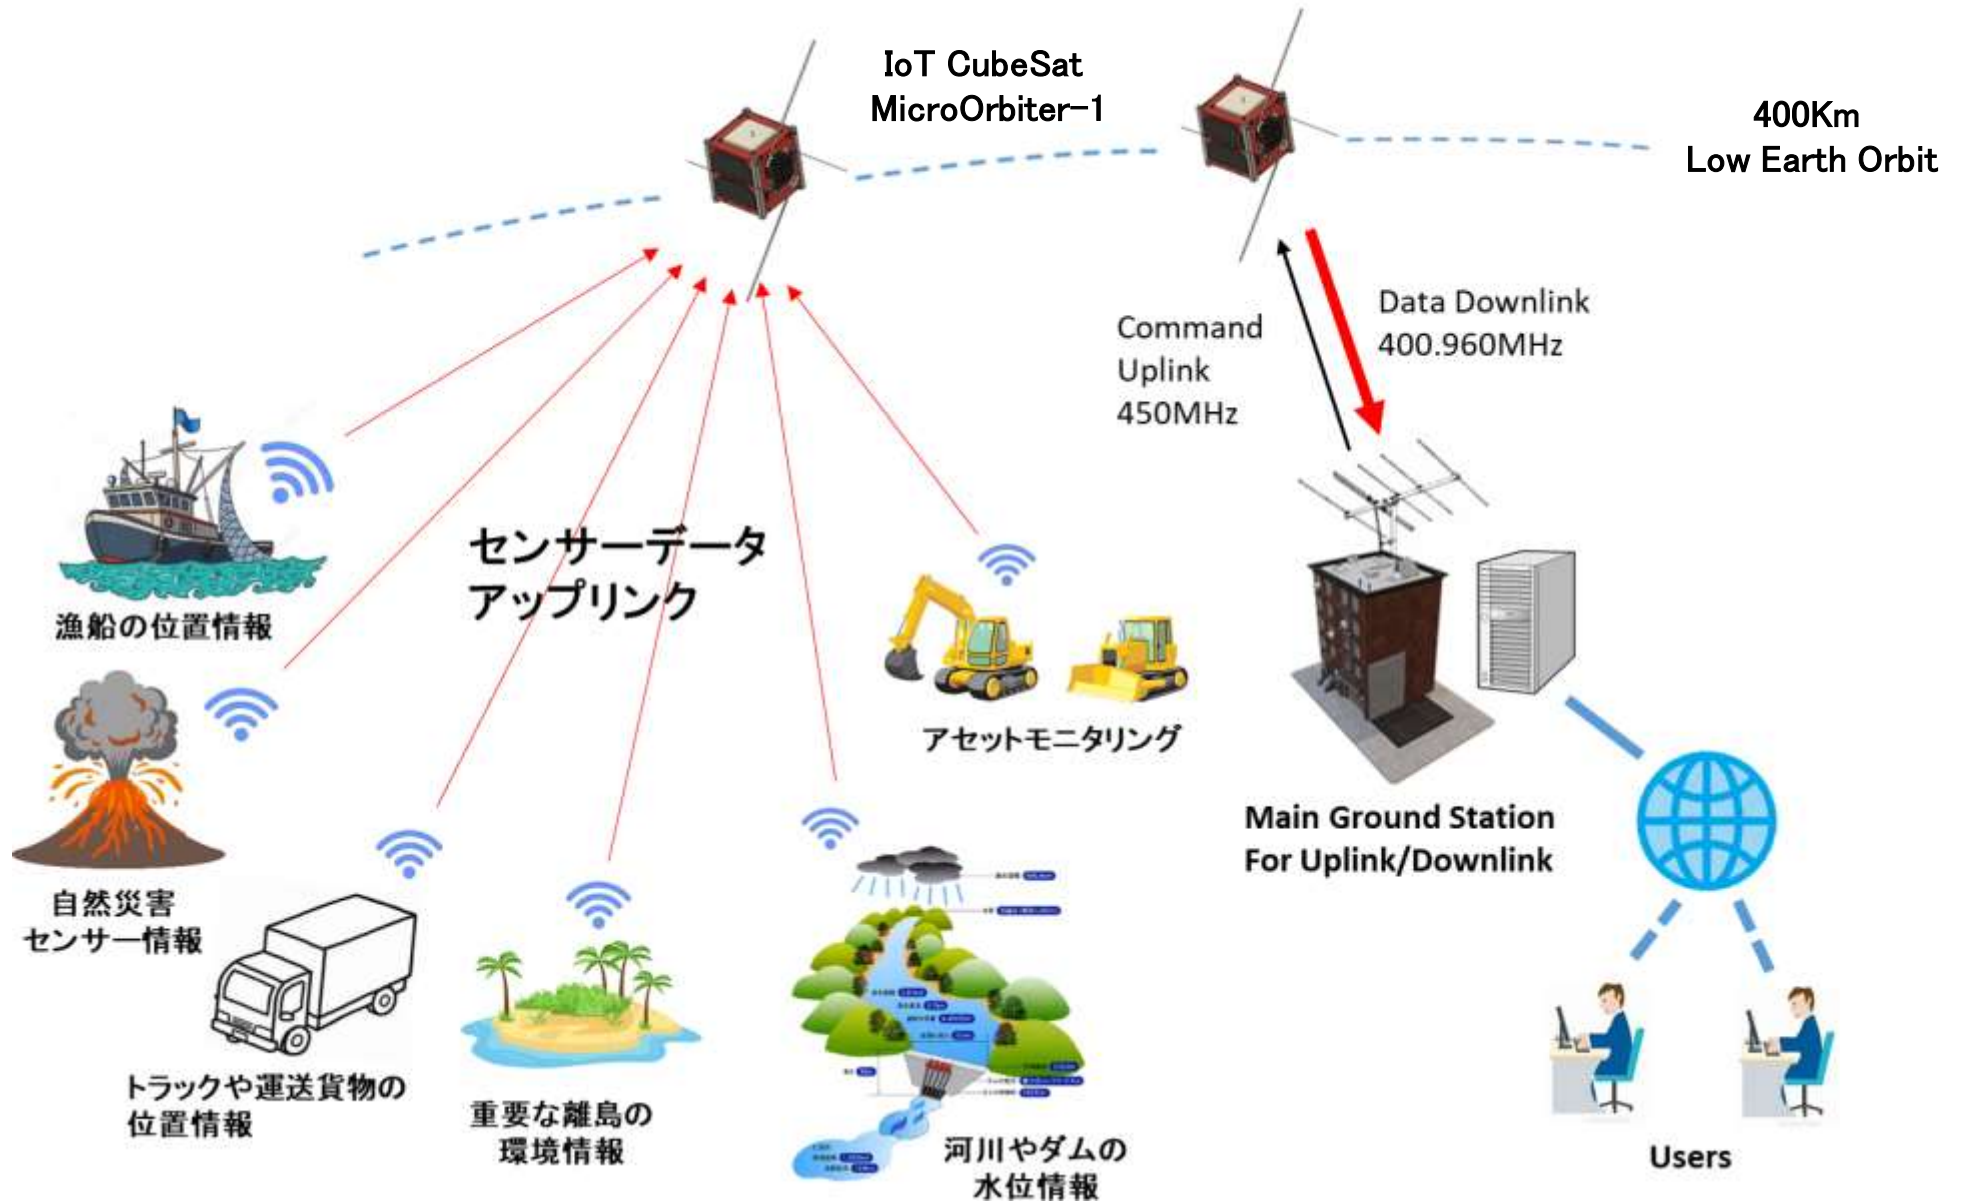 IoT CubeSat
MicroOrbiter-1
400Km
Low Earth Orbit
Command
Uplink
450MHz
Data Downlink
400.960MHz
センサーデータ
アップリンク
漁船の位置情報
自然災害
センサー情報
トラックや運送貨物の
位置情報
重要な離島の
環境情報
河川やダムの
水位情報
アセットモニタリング
Main Ground Station
For Uplink/Downlink
Users